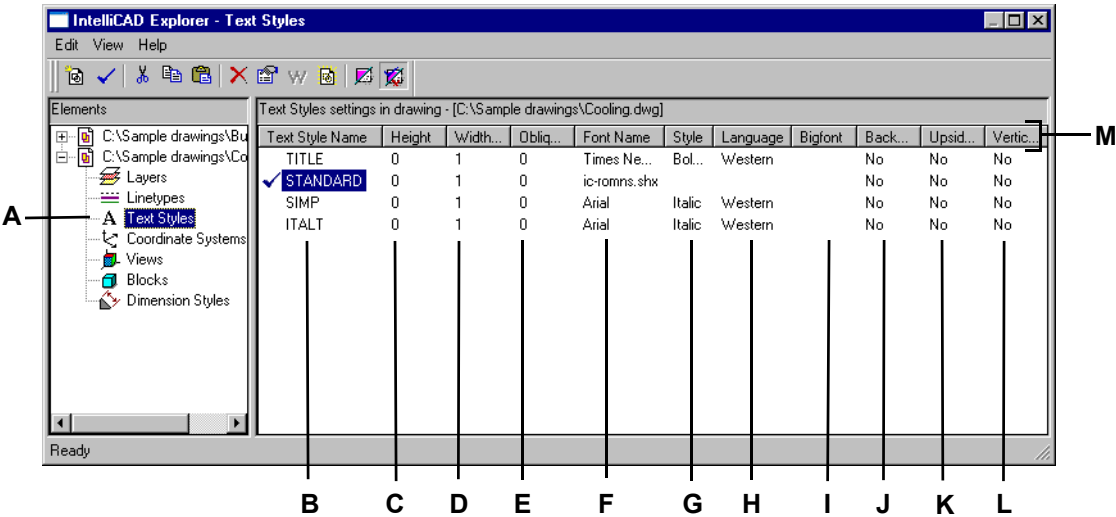 IntelliCAD Explorer - Text Styles
Edit View Help
Elements
Text Styles settings in drawing - [C:\Sample drawings\Cooling.dwg]
C:\Sample drawings\Bu
C:\Sample drawings\Co
Layers
Linetypes
Text Styles
Coordinate Systems
Views
Blocks
Dimension Styles
Text Style Name Height Width... Obliq... Font Name Style Language Bigfont Back... Upsid... Vertic...
TITLE 0 1 0 Times Ne... Bol... Western No No No
STANDARD 0 1 0 ic-romns.shx No No No
SIMP 0 1 0 Arial Italic Western No No No
ITALT 0 1 0 Arial Italic Western No No No
Ready
A
M
B C D E F G H I J K L